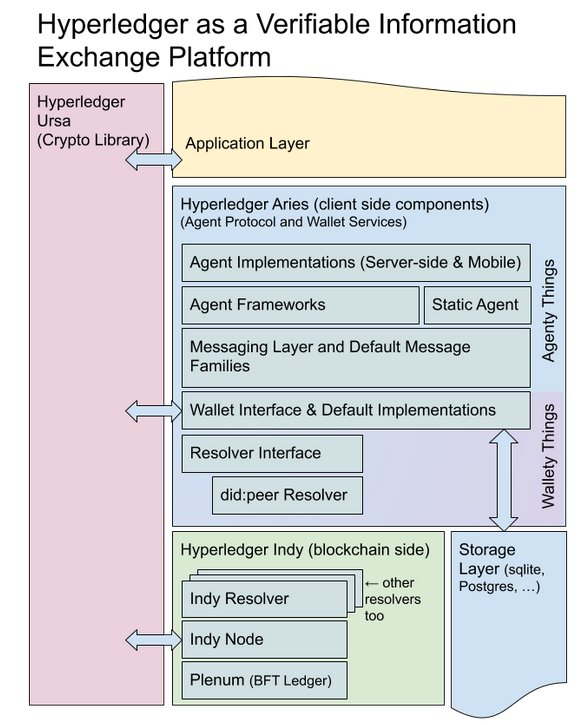 Hyperledger as a Verifiable Information
Exchange Platform
Hyperledger
Ursa
(Crypto Library)
Application Layer
Hyperledger Aries (client side components)
(Agent Protocol and Wallet Services)
Agent Implementations (Server-side & Mobile)
Agent Frameworks
Static Agent
Messaging Layer and Default Message
Families
Agenty Things
Wallet Interface & Default Implementations
Resolver Interface
did:peer Resolver
Wallety Things
Hyperledger Indy (blockchain side)
← other
resolvers
too
Indy Resolver
Indy Node
Plenum (BFT Ledger)
Storage
Layer (sqlite,
Postgres, …)